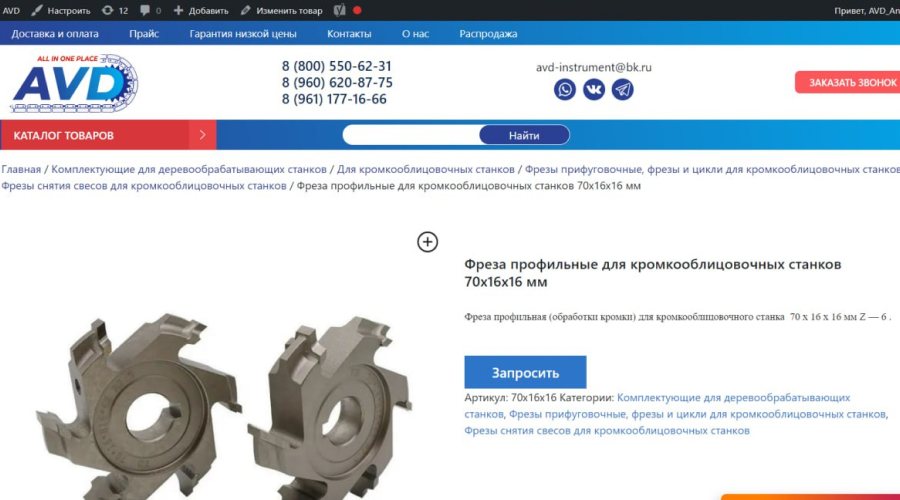 AVD Настроить 12 0 Добавить Изменить товар Привет, AVD_An
Доставка и оплата Прайс Гарантия низкой цены Контакты О нас Распродажа
ALL IN ONE PLACE
AVD
8 (800) 550-62-31
8 (960) 620-87-75
8 (961) 177-16-66
avd-instrument@bk.ru
ЗАКАЗАТЬ ЗВОНОК
КАТАЛОГ ТОВАРОВ
Найти
Главная / Комплектующие для деревообрабатывающих станков / Для кромкооблицовочных станков / Фрезы прифуговочные, фрезы и цикли для кромкооблицовочных станков
Фрезы снятия свесов для кромкооблицовочных станков / Фреза профильные для кромкооблицовочных станков 70х16х16 мм
Фреза профильные для кромкооблицовочных станков
70х16х16 мм
Фреза профильная (обработки кромки) для кромкооблицовочного станка 70 х 16 х 16 мм Z — 6 .
Запросить
Артикул: 70х16х16 Категории: Комплектующие для деревообрабатывающих
станков, Фрезы прифуговочные, фрезы и цикли для кромкооблицовочных станков,
Фрезы снятия свесов для кромкооблицовочных станков